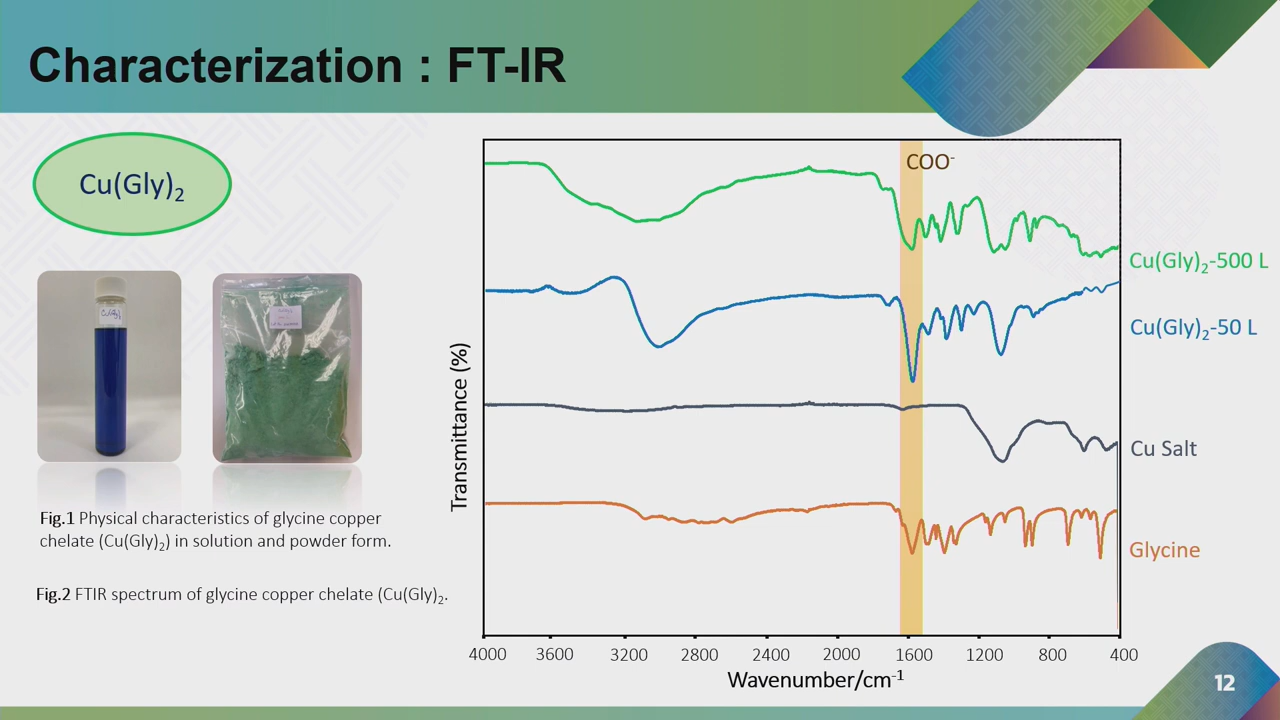 Characterization : FT-IR
Cu(Gly)₂
Fig.1 Physical characteristics of glycine copper
chelate (Cu(Gly)₂) in solution and powder form.
Fig.2 FTIR spectrum of glycine copper chelate (Cu(Gly)₂.
COO⁻
Cu(Gly)₂-500 L
Cu(Gly)₂-50 L
Cu Salt
Glycine
Transmittance (%)
4000 3600 3200 2800 2400 2000 1600 1200 800 400
Wavenumber/cm⁻¹
12